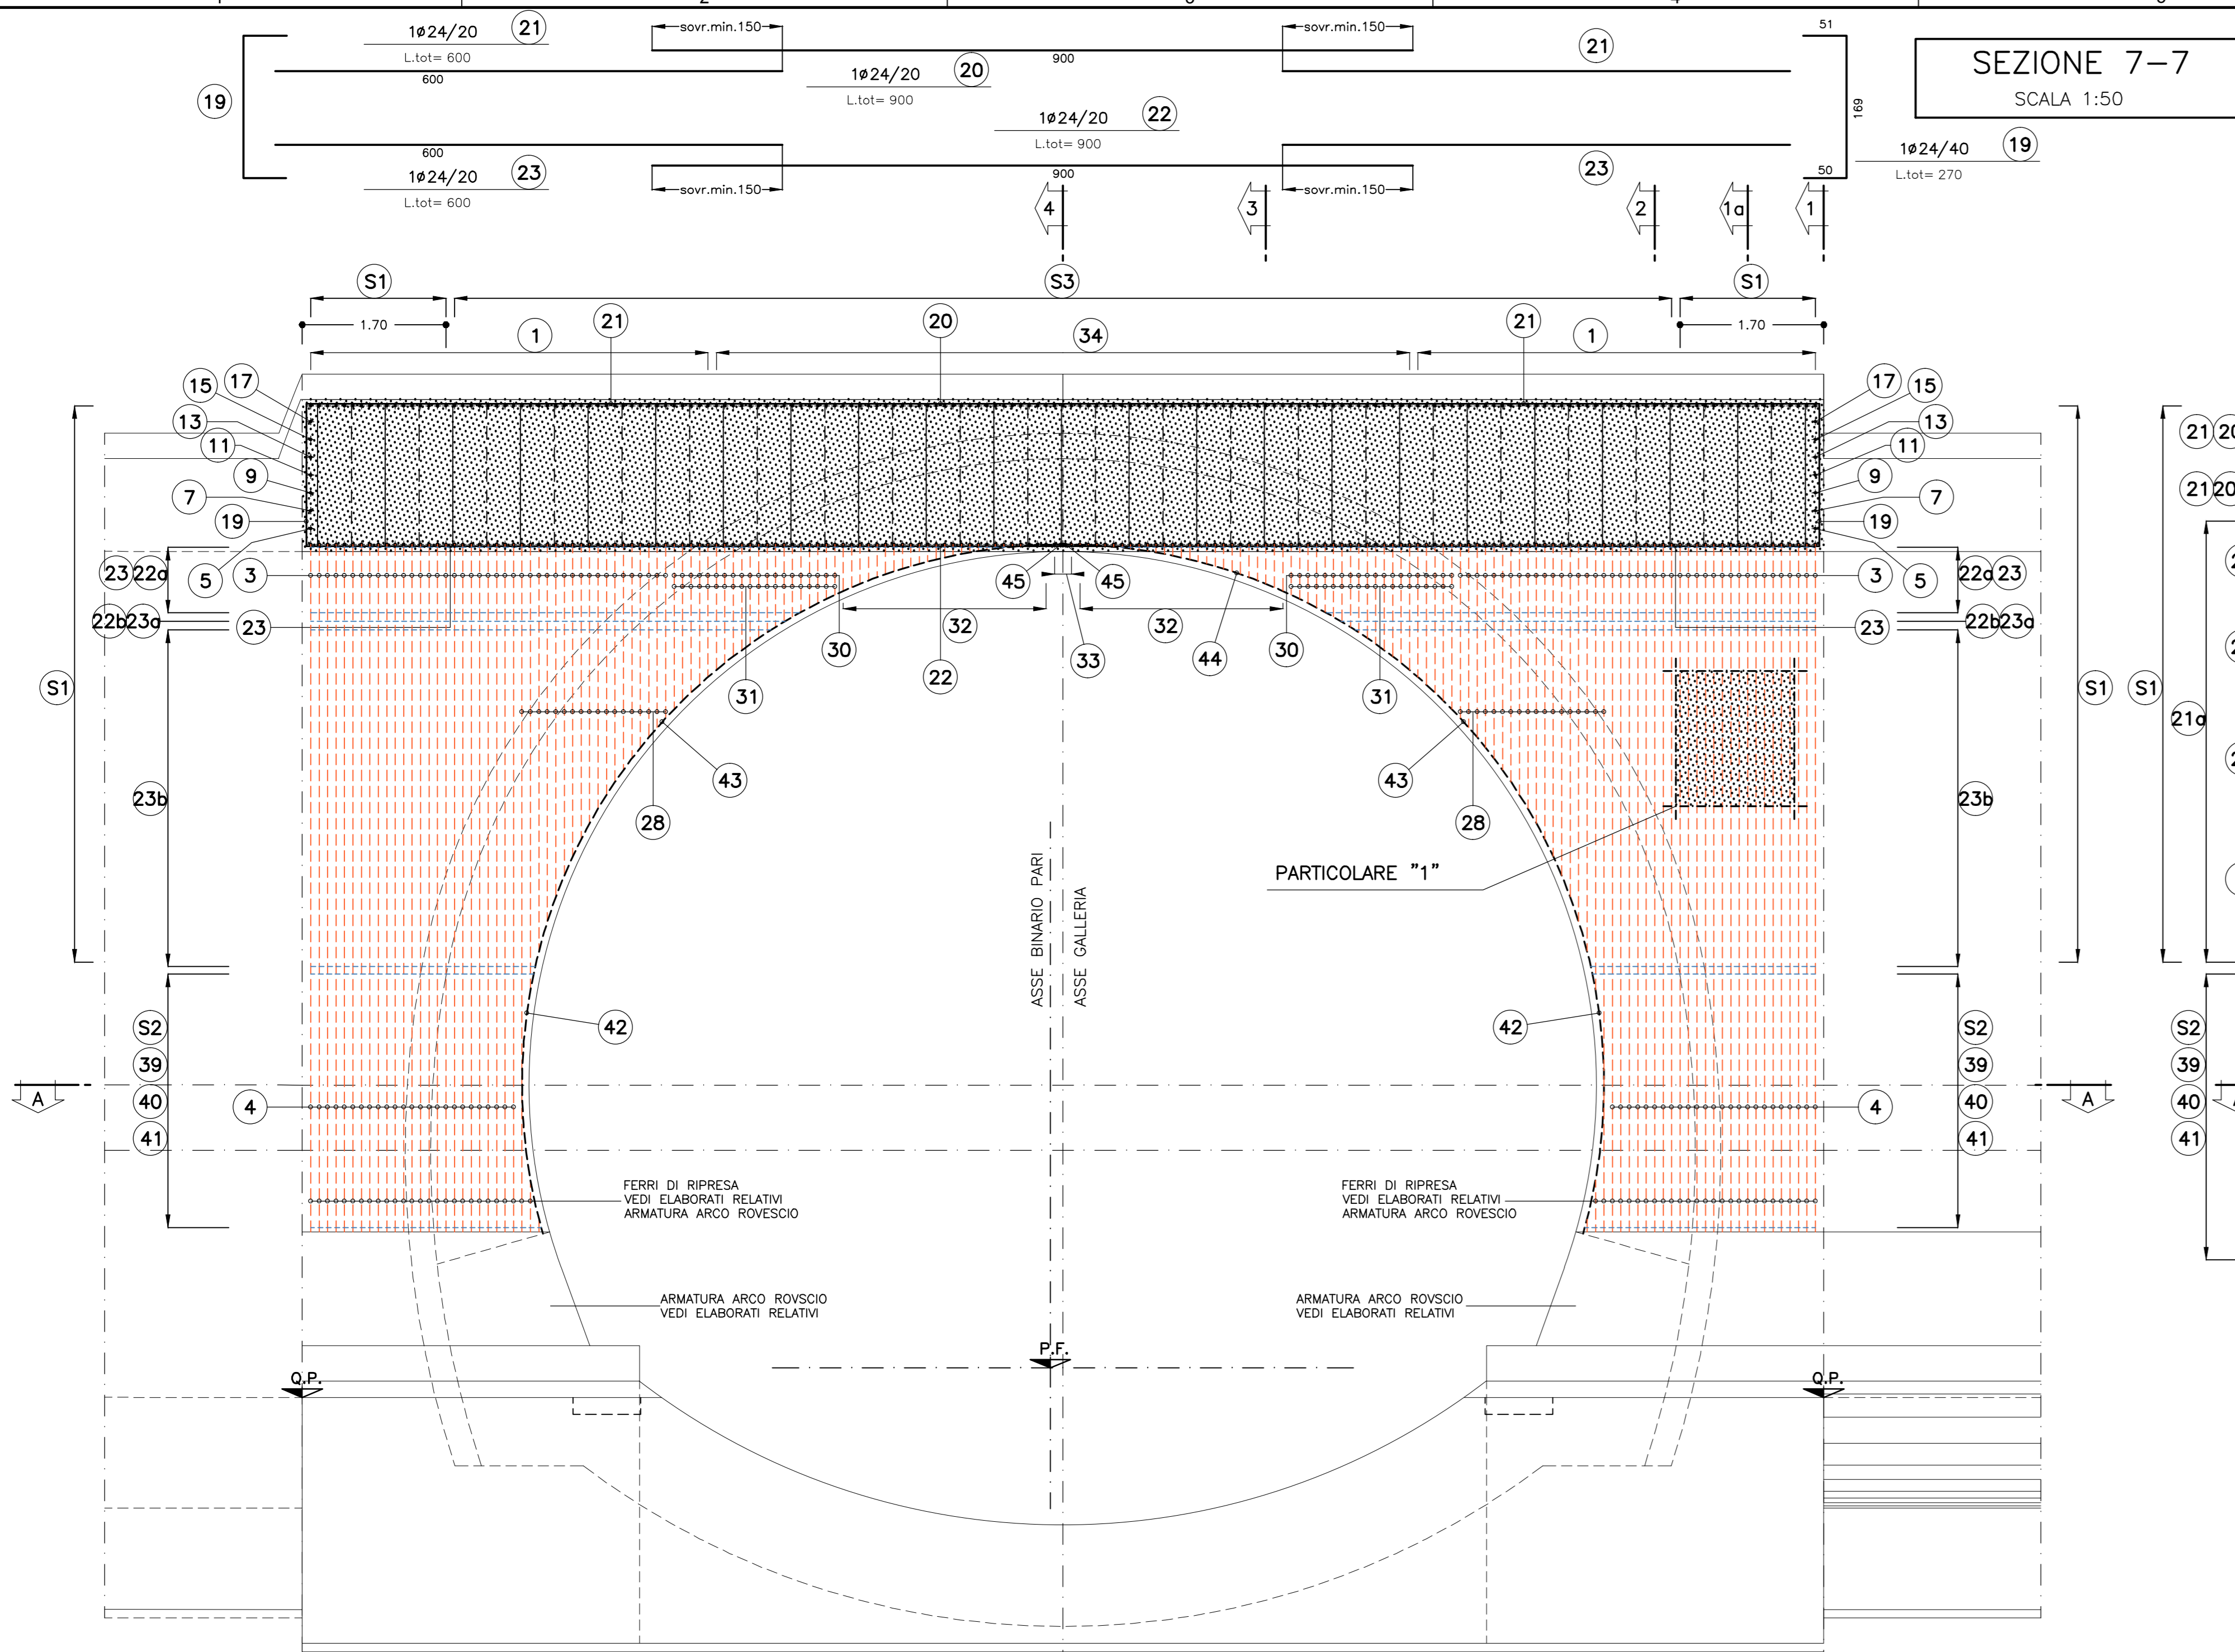 1ø24/20 21
L.tot= 600
600
sovr.min.150
900
sovr.min.150
21
51
SEZIONE 7-7
SCALA 1:50
19
1ø24/20 20
L.tot= 900
1ø24/20 22
L.tot= 900
169
600
1ø24/20 23
L.tot= 600
sovr.min.150
900
sovr.min.150
23
50
1ø24/40 19
L.tot= 270
4
3
2
1a
1
S1
S3
S1
1.70
1.70
1
21
20
34
21
1
15 17
13
11
9
7
19
5
3
17
15
13
11
9
7
19
5
3
21
21
23 22a
22b 23a
23
45
45
22a 23
22b 23a
23
32
32
33
44
30
30
31
31
22
S1
S1
S1
21a
43
43
28
28
23b
23b
PARTICOLARE "1"
ASSE BINARIO PARI
ASSE GALLERIA
42
42
S2
39
40
41
S2
39
40
41
S2
39
40
41
A
A
4
4
FERRI DI RIPRESA
VEDI ELABORATI RELATIVI
ARMATURA ARCO ROVESCIO
FERRI DI RIPRESA
VEDI ELABORATI RELATIVI
ARMATURA ARCO ROVESCIO
ARMATURA ARCO ROVSCIO
VEDI ELABORATI RELATIVI
ARMATURA ARCO ROVSCIO
VEDI ELABORATI RELATIVI
P.F.
Q.P.
Q.P.